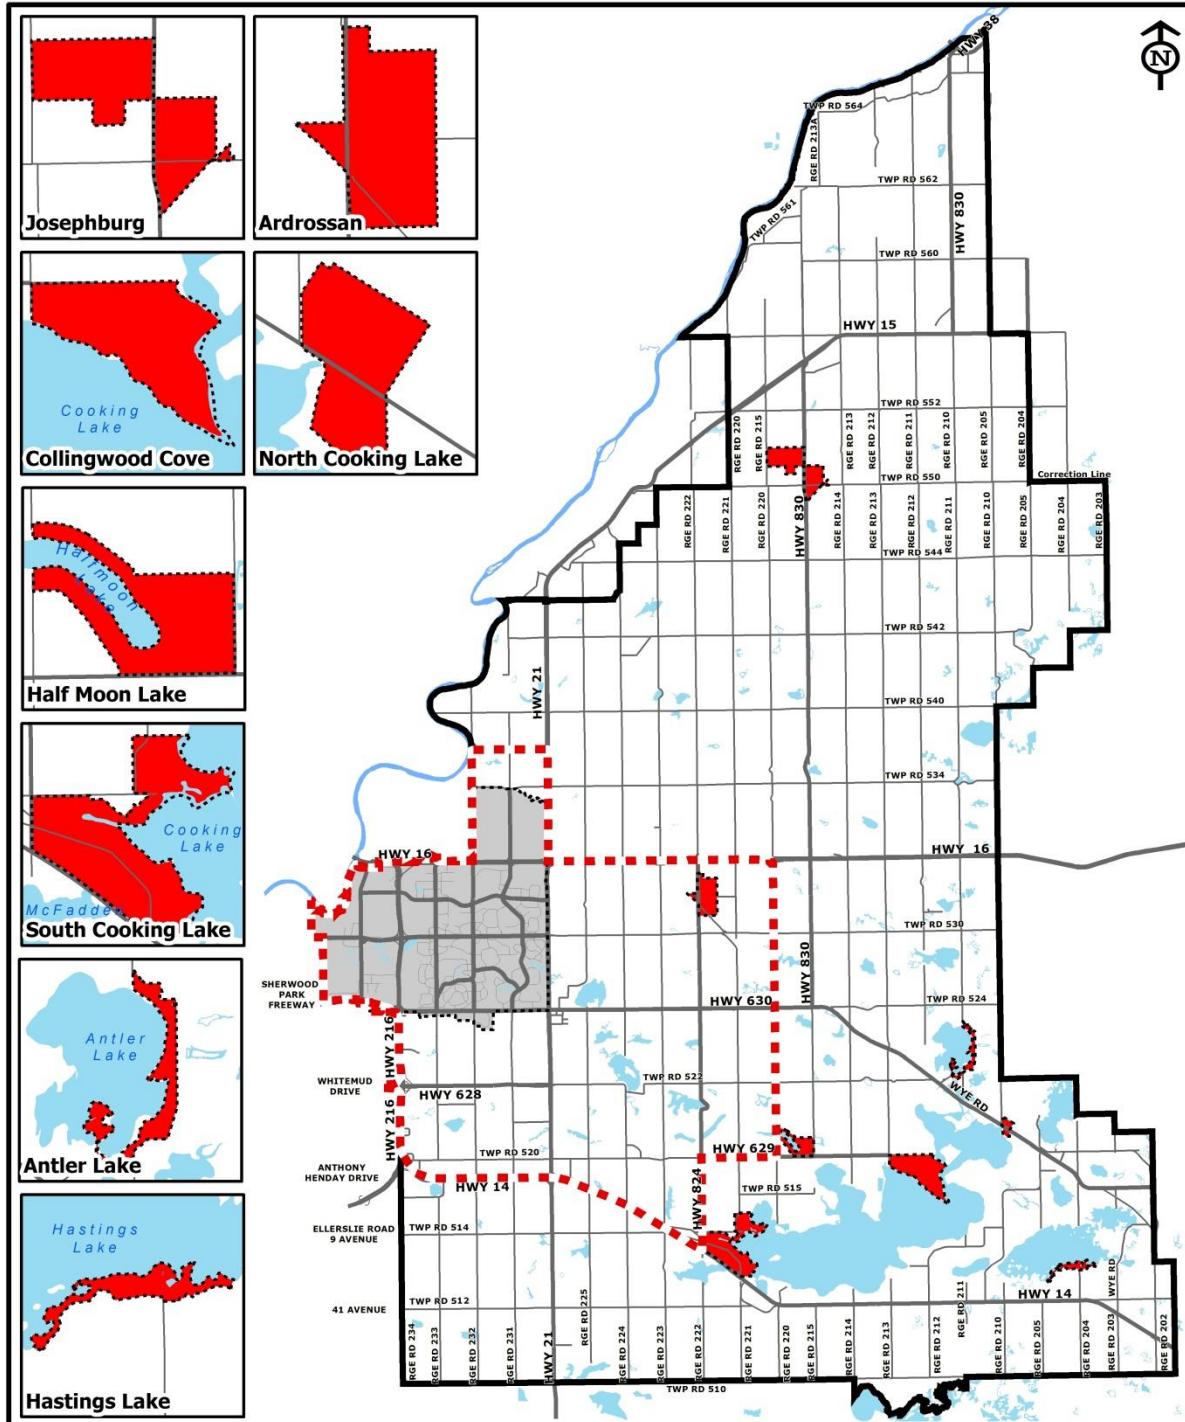 Josephburg
Ardrossan
Cooking
Lake
Collingwood Cove
North Cooking Lake
Halfmoon
Lake
Half Moon Lake
Cooking
Lake
South Cooking Lake
Antler
Lake
Antler Lake
Hastings
Lake
Hastings Lake
N
HWY 38
TWP RD 564
RGE RD 213A
TWP RD 562
HWY 830
TWP RD 561
TWP RD 560
HWY 15
TWP RD 552
RGE RD 220
RGE RD 215
RGE RD 213
RGE RD 212
RGE RD 211
RGE RD 210
RGE RD 205
RGE RD 204
Correction Line
TWP RD 550
RGE RD 222
RGE RD 221
RGE RD 220
HWY 830
RGE RD 214
RGE RD 213
RGE RD 212
RGE RD 211
RGE RD 210
RGE RD 205
RGE RD 204
RGE RD 203
TWP RD 544
TWP RD 542
HWY 21
TWP RD 540
TWP RD 534
HWY 16
HWY 16
TWP RD 530
HWY 830
SHERWOOD
PARK
FREEWAY
HWY 630
TWP RD 524
HWY 216
WHITEMUD
DRIVE
HWY 628
TWP RD 522
WYE RD
HWY 216
HWY 629
TWP RD 520
ANTHONY
HENDAY DRIVE
HWY 14
HWY 824
TWP RD 515
ELLERSLIE ROAD
9 AVENUE
TWP RD 514
41 AVENUE
TWP RD 512
HWY 14
WYE RD
RGE RD 234
RGE RD 233
RGE RD 232
RGE RD 231
HWY 21
RGE RD 225
RGE RD 224
RGE RD 223
RGE RD 222
RGE RD 221
RGE RD 220
RGE RD 215
RGE RD 214
RGE RD 213
RGE RD 212
RGE RD 211
RGE RD 210
RGE RD 205
RGE RD 204
RGE RD 203
RGE RD 202
TWP RD 510